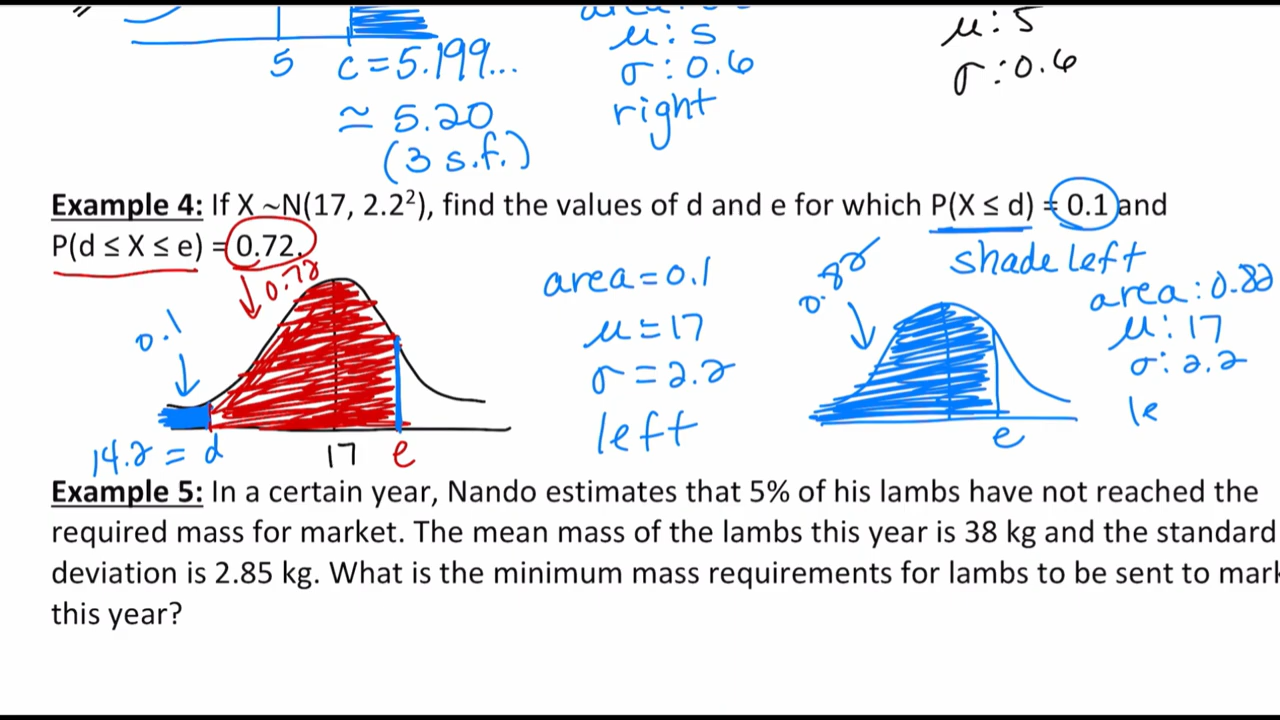 μ: 5
μ: 5
5 c = 5.199...
σ: 0.6
σ: 0.6
≃ 5.20
right
(3 s.f.)
Example 4: If X ~N(17, 2.2²), find the values of d and e for which P(X ≤ d) = 0.1 and
P(d ≤ X ≤ e) = 0.72.
shade left
0.72
area = 0.1
0.82
area: 0.82
0.1
μ = 17
μ: 17
σ = 2.2
σ: 2.2
left
le
14.2 = d 17 e
e
Example 5: In a certain year, Nando estimates that 5% of his lambs have not reached the
required mass for market. The mean mass of the lambs this year is 38 kg and the standard
deviation is 2.85 kg. What is the minimum mass requirements for lambs to be sent to mark
this year?